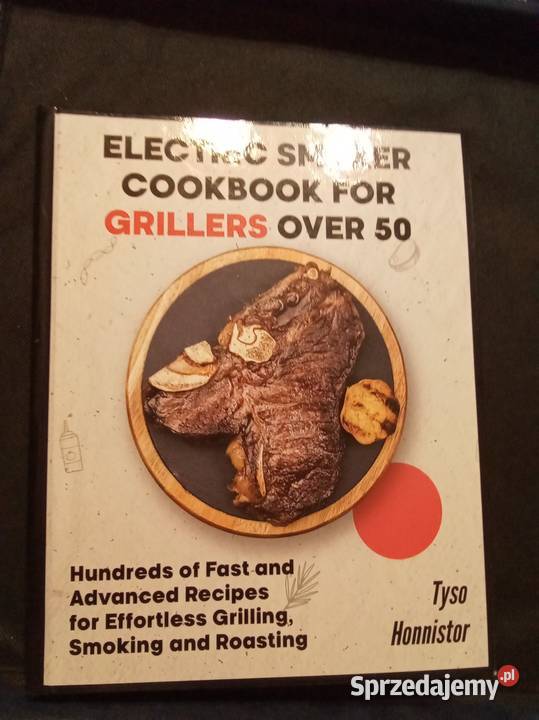 ELECTRIC SMOKER
COOKBOOK FOR
GRILLERS OVER 50
Hundreds of Fast and
Advanced Recipes
for Effortless Grilling,
Smoking and Roasting
Tyso
Honnistor
Sprzedajemy.pl